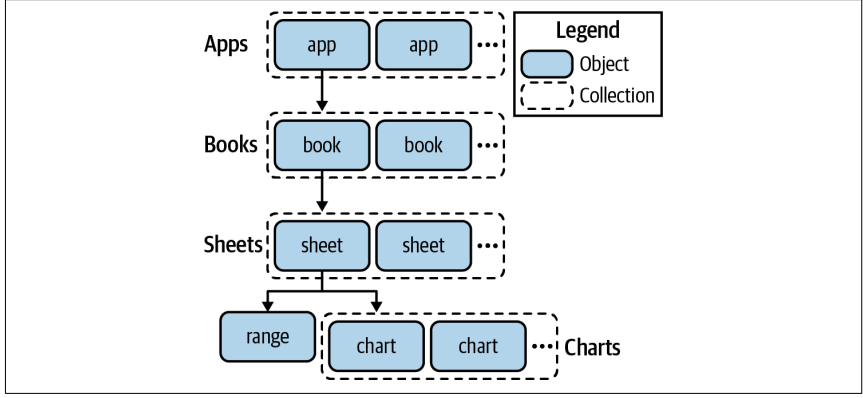 Apps
app
app
...
Legend
Object
Collection
Books
book
book
...
Sheets
sheet
sheet
...
range
chart
chart
...
Charts